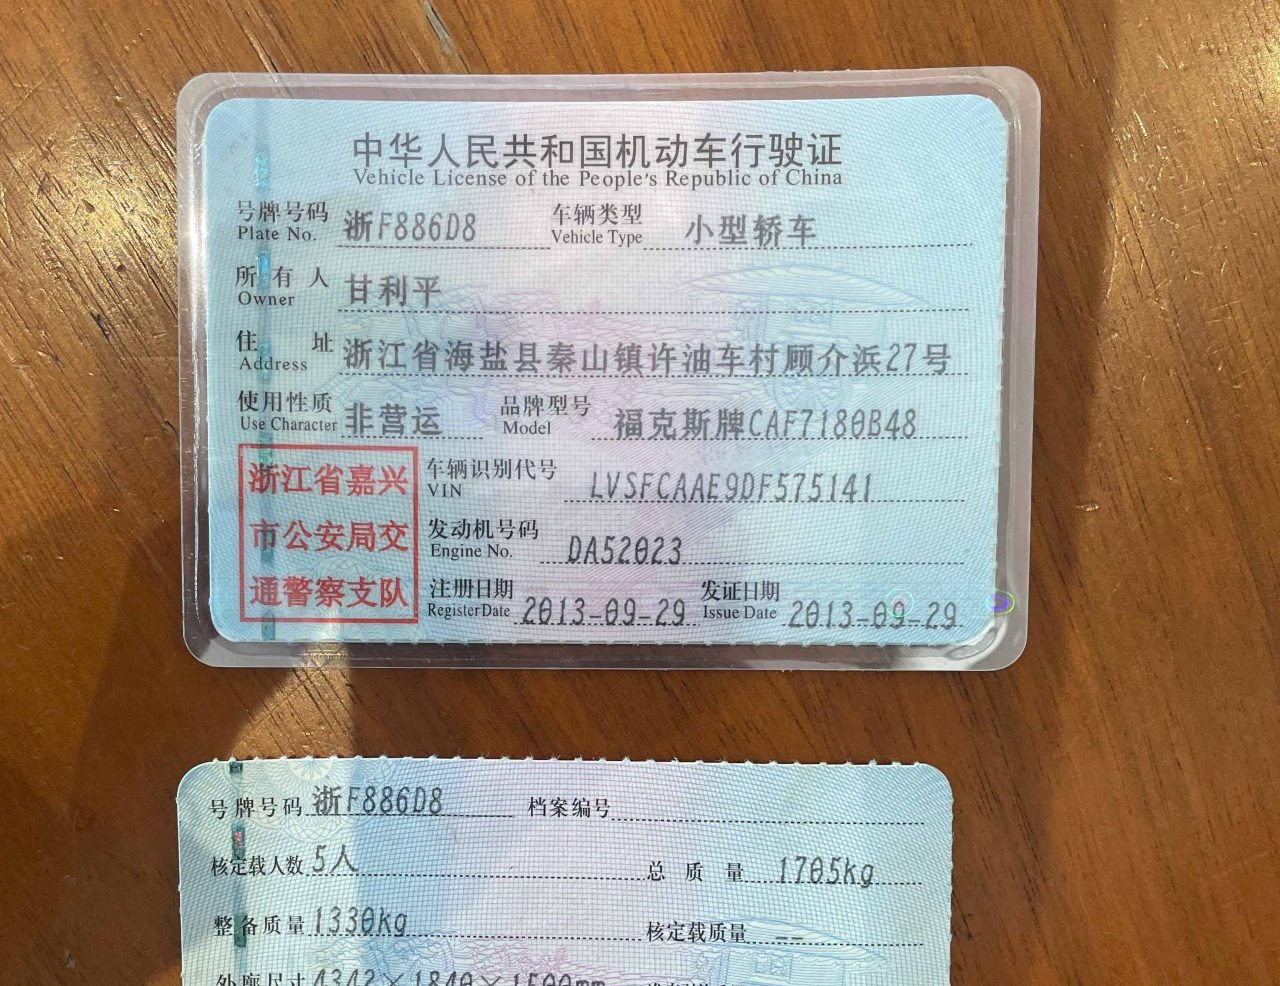 中华人民共和国机动车行驶证
Vehicle License of the People's Republic of China
号牌号码 浙F886D8 车辆类型 小型轿车
Plate No. Vehicle Type
所有人 甘利平
Owner
住址 浙江省海盐县秦山镇许油车村顾介浜27号
Address
使用性质 非营运 品牌型号 福克斯牌CAF7180B48
Use Character Model
浙江省嘉兴
市公安局交
通警察支队
车辆识别代号 LVSFCAAE9DF575141
VIN
发动机号码 DA52023
Engine No.
注册日期 2013-09-29 发证日期 2013-09-29
Register Date Issue Date
号牌号码 浙F886D8 档案编号
核定载人数 5人 总质量 1705kg
整备质量 1330kg 核定载质量 --
外廓尺寸 4342×1840×1500mm